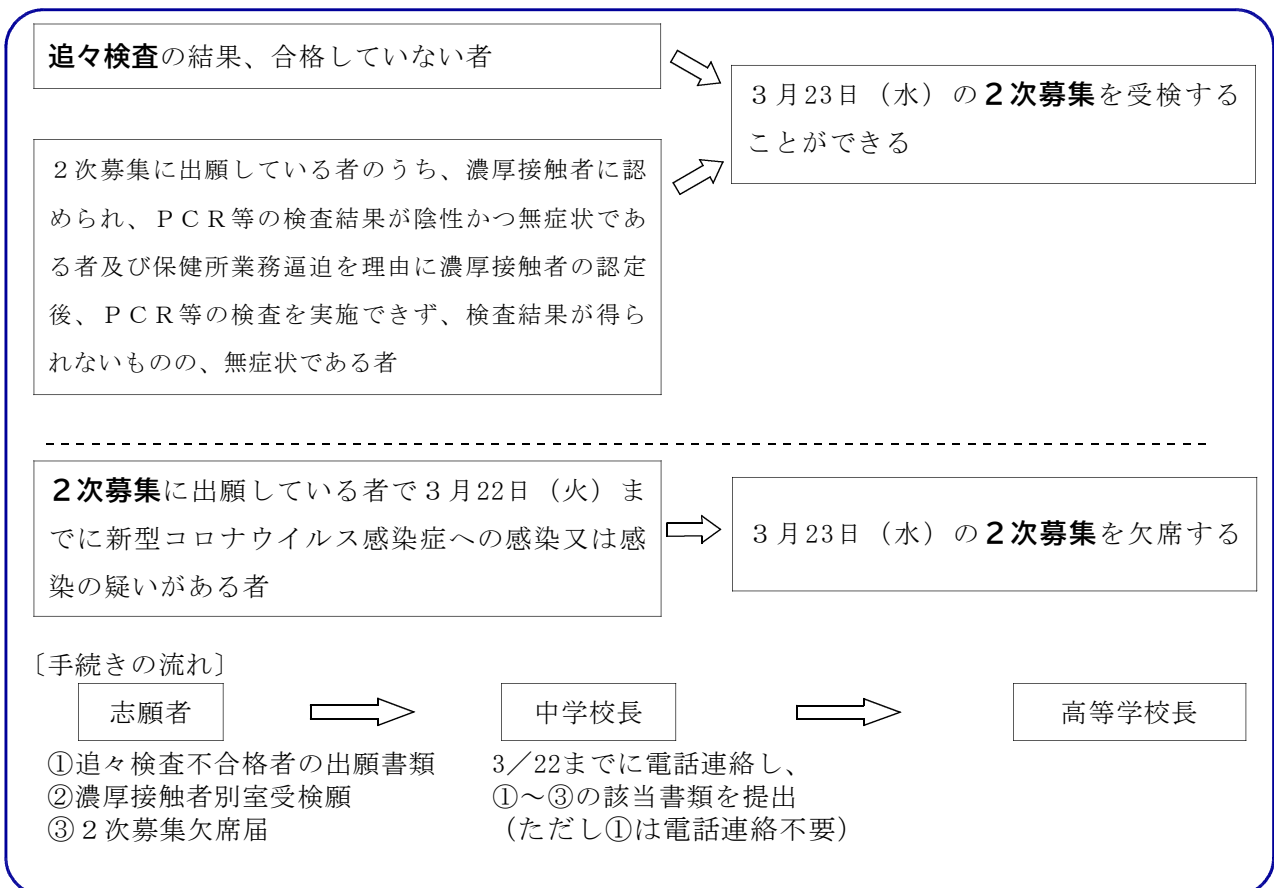 追々検査の結果、合格していない者
３月23日（水）の２次募集を受検する
ことができる
２次募集に出願している者のうち、濃厚接触者に認
められ、ＰＣＲ等の検査結果が陰性かつ無症状であ
る者及び保健所業務逼迫を理由に濃厚接触者の認定
後、ＰＣＲ等の検査を実施できず、検査結果が得ら
れないものの、無症状である者
２次募集に出願している者で３月22日（火）ま
でに新型コロナウイルス感染症への感染又は感
染の疑いがある者
３月23日（水）の２次募集を欠席する
〔手続きの流れ〕
志願者
中学校長
高等学校長
①追々検査不合格者の出願書類
②濃厚接触者別室受検願
③２次募集欠席届
3／22までに電話連絡し、
①～③の該当書類を提出
（ただし①は電話連絡不要）